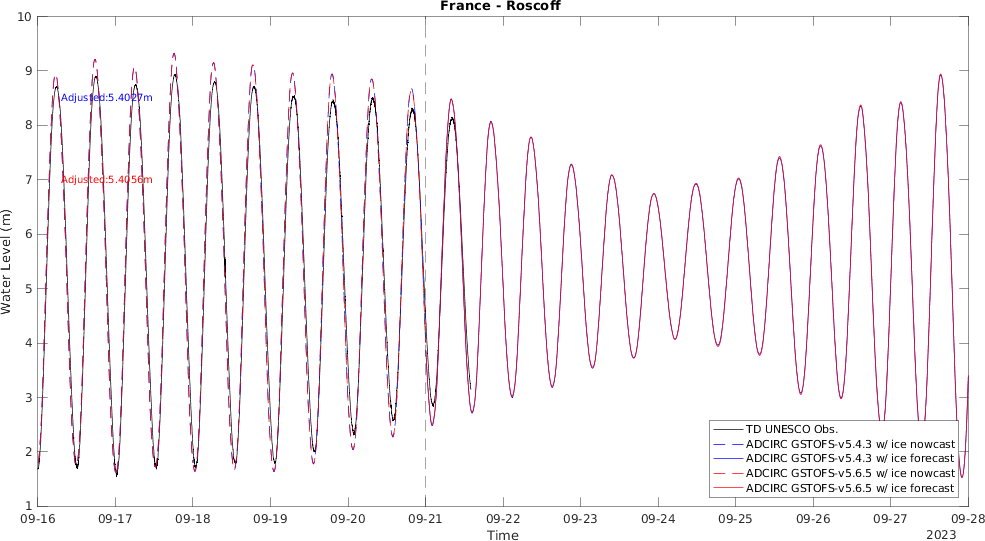 France - Roscoff
10
9
8
7
6
5
4
3
2
1
Water Level (m)
Adjusted:5.4027m
Adjusted:5.4056m
TD UNESCO Obs.
ADCIRC GSTOFS-v5.4.3 w/ ice nowcast
ADCIRC GSTOFS-v5.4.3 w/ ice forecast
ADCIRC GSTOFS-v5.6.5 w/ ice nowcast
ADCIRC GSTOFS-v5.6.5 w/ ice forecast
09-16 09-17 09-18 09-19 09-20 09-21 09-22 09-23 09-24 09-25 09-26 09-27 09-28
Time
2023